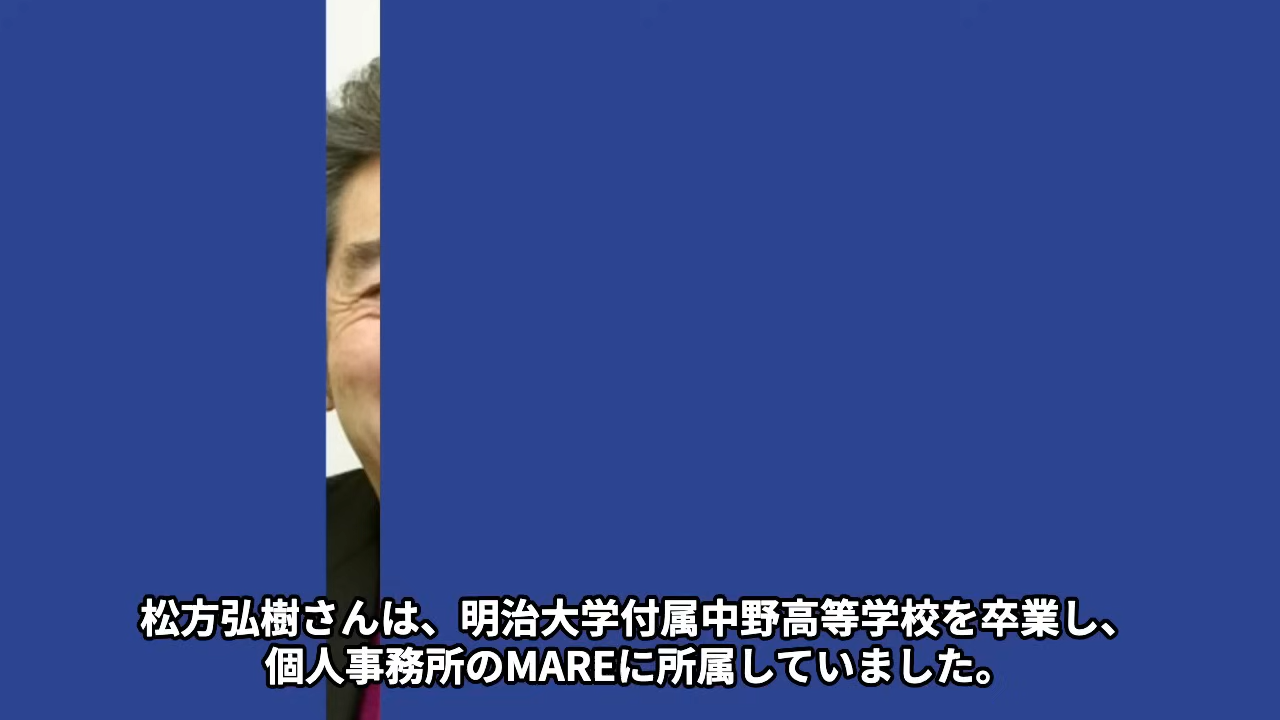 松方弘樹さんは、明治大学付属中野高等学校を卒業し、
個人事務所のMAREに所属していました。